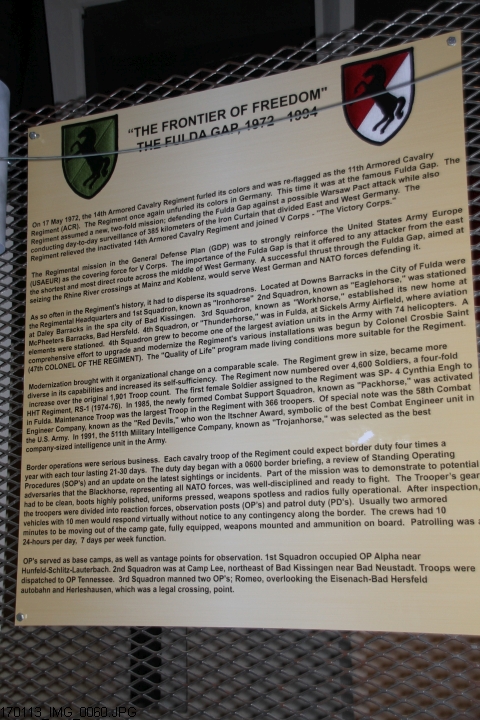 "THE FRONTIER OF FREEDOM"
THE FULDA GAP, 1972 - 1994
On 17 May 1972, the 14th Armored Cavalry Regiment furled its colors and was re-flagged as the 11th Armored Cavalry
Regiment (ACR). The Regiment once again unfurled its colors in Germany. This time it was at the famous Fulda Gap. The
Regiment assumed a new, two-fold mission; defending the Fulda Gap against a possible Warsaw Pact attack while also
conducting day-to-day surveillance of 385 kilometers of the Iron Curtain that divided East and West Germany. The
Regiment relieved the inactivated 14th Armored Cavalry Regiment and joined V Corps - "The Victory Corps."
The Regimental mission in the General Defense Plan (GDP) was to strongly reinforce the United States Army Europe
(USAEUR) as the covering force for V Corps. The importance of the Fulda Gap is that it offered to any attacker from the east
the shortest and most direct route across the middle of West Germany. A successful thrust through the Fulda Gap, aimed at
seizing the Rhine River crossings at Mainz and Koblenz, would serve West German and NATO forces defending it.
As so often in the Regiment's history, it had to disperse its squadrons. Located at Downs Barracks in the City of Fulda were
the Regimental Headquarters and 1st Squadron, known as "Ironhorse" 2nd Squadron, known as "Eaglehorse," was stationed
at Daley Barracks in the spa city of Bad Kissingen. 3rd Squadron, known as "Workhorse," established its new home at
McPheeters Barracks, Bad Hersfeld. 4th Squadron, or "Thunderhorse," was in Fulda, at Sickels Army Airfield, where aviation
elements were stationed. 4th Squadron grew to become one of the largest aviation units in the Army with 74 helicopters. A
comprehensive effort to upgrade and modernize the Regiment's various installations was begun by Colonel Crosbie Saint
(47th COLONEL OF THE REGIMENT). The "Quality of Life" program made living conditions more suitable for the Regiment.
Modernization brought with it organizational change on a comparable scale. The Regiment grew in size, became more
diverse in its capabilities and increased its self-sufficiency. The Regiment now numbered over 4,600 Soldiers, a four-fold
increase over the original 1,901 Troop count. The first female Soldier assigned to the Regiment was SP- 4 Cynthia Engh to
HHT Regiment, RS-1 (1974-76). In 1985, the newly formed Combat Support Squadron, known as "Packhorse," was activated
in Fulda. Maintenance Troop was the largest Troop in the Regiment with 366 troopers. Of special note was the 58th Combat
Engineer Company, known as the "Red Devils," who won the Itschner Award, symbolic of the best Combat Engineer unit in
the U.S. Army. In 1991, the 511th Military Intelligence Company, known as "Trojanhorse," was selected as the best
company-sized intelligence unit in the Army.
Border operations were serious business. Each cavalry troop of the Regiment could expect border duty four times a
year with each tour lasting 21-30 days. The duty day began with a 0600 border briefing, a review of Standing Operating
Procedures (SOP's) and an update on the latest sightings or incidents. Part of the mission was to demonstrate to potential
adversaries that the Blackhorse, representing all NATO forces, was well-disciplined and ready to fight. The Trooper's gear
had to be clean, boots highly polished, uniforms pressed, weapons spotless and radios fully operational. After inspection,
the troopers were divided into reaction forces, observation posts (OP's) and patrol duty (PD's). Usually two armored
vehicles with 10 men would respond virtually without notice to any contingency along the border. The crews had 10
minutes to be moving out of the camp gate, fully equipped, weapons mounted and ammunition on board. Patrolling was a
24-hours per day, 7 days per week function.
OP's served as base camps, as well as vantage points for observation. 1st Squadron occupied OP Alpha near
Hunfeld-Schlitz-Lauterbach. 2nd Squadron was at Camp Lee, northeast of Bad Kissingen near Bad Neustadt. Troops were
dispatched to OP Tennessee. 3rd Squadron manned two OP's; Romeo, overlooking the Eisenach-Bad Hersfeld
autobahn and Herleshausen, which was a legal crossing, point.
170113_IMG_0060.JPG